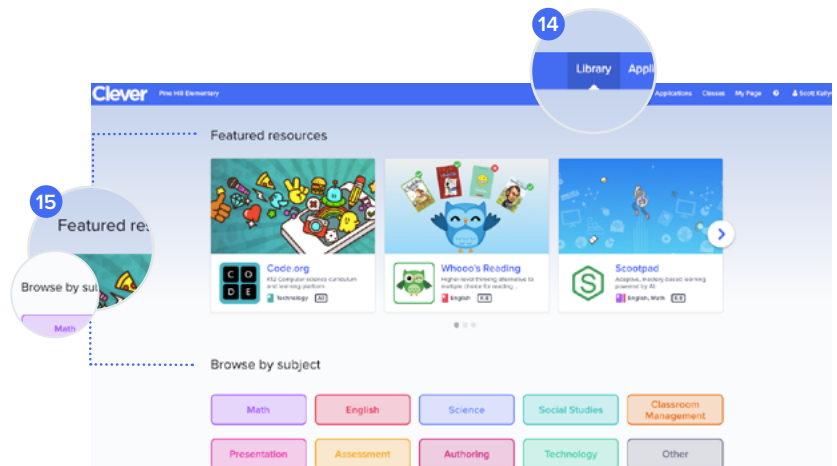 14
Library Appli
Clever Pine Hill Elementary Applications Classes My Page Scott
Featured resources
15
Featured re
Browse by su
Math
CODE
Code.org
K12 Computer science curriculum
and learning platform
Technology All
Whooo's Reading
Higher-level thinking alternative to
multiple choice for reading ...
English K-8
S
Scootpad
Adaptive, mastery-based learning
powered by AI
English, Math K-8
Browse by subject
Math
English
Science
Social Studies
Classroom
Management
Presentation
Assessment
Authoring
Technology
Other